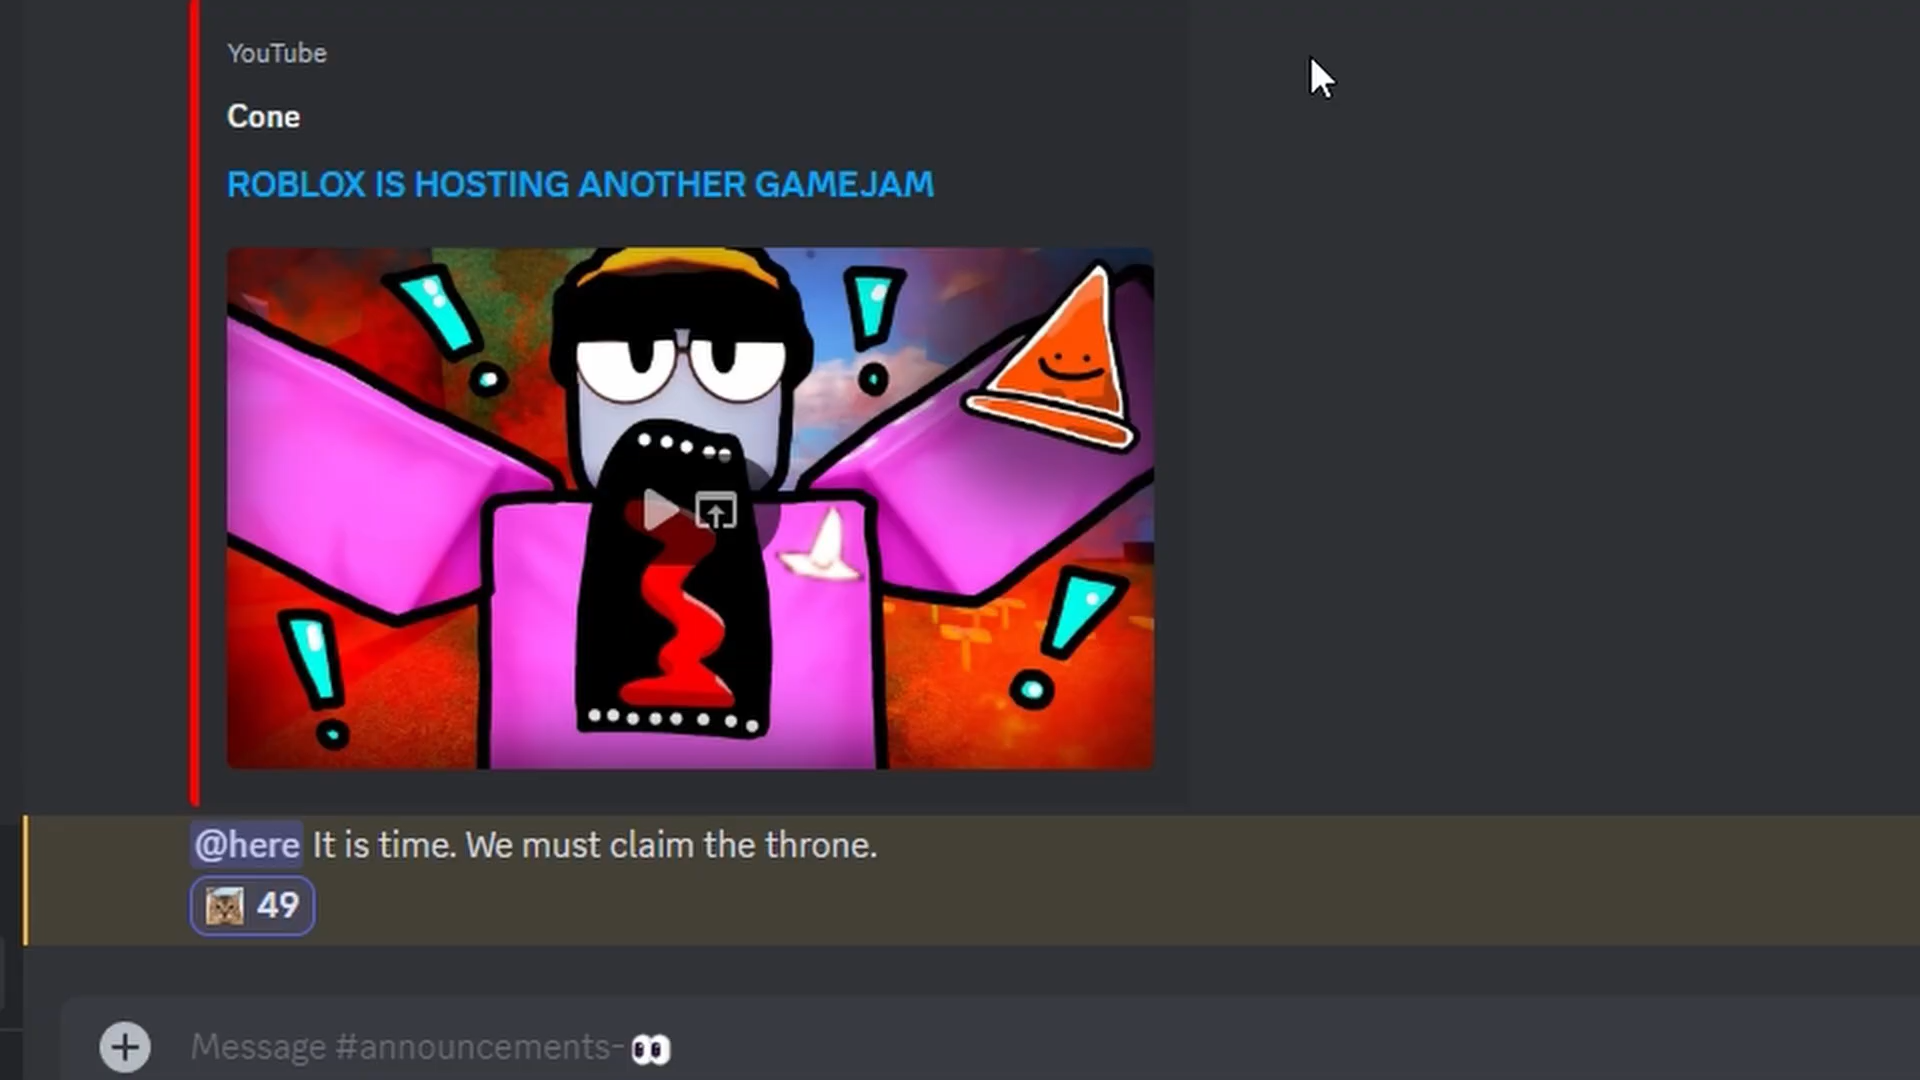 YouTube
Cone
ROBLOX IS HOSTING ANOTHER GAMEJAM
@here It is time. We must claim the throne.
49
Message #announcements-👀